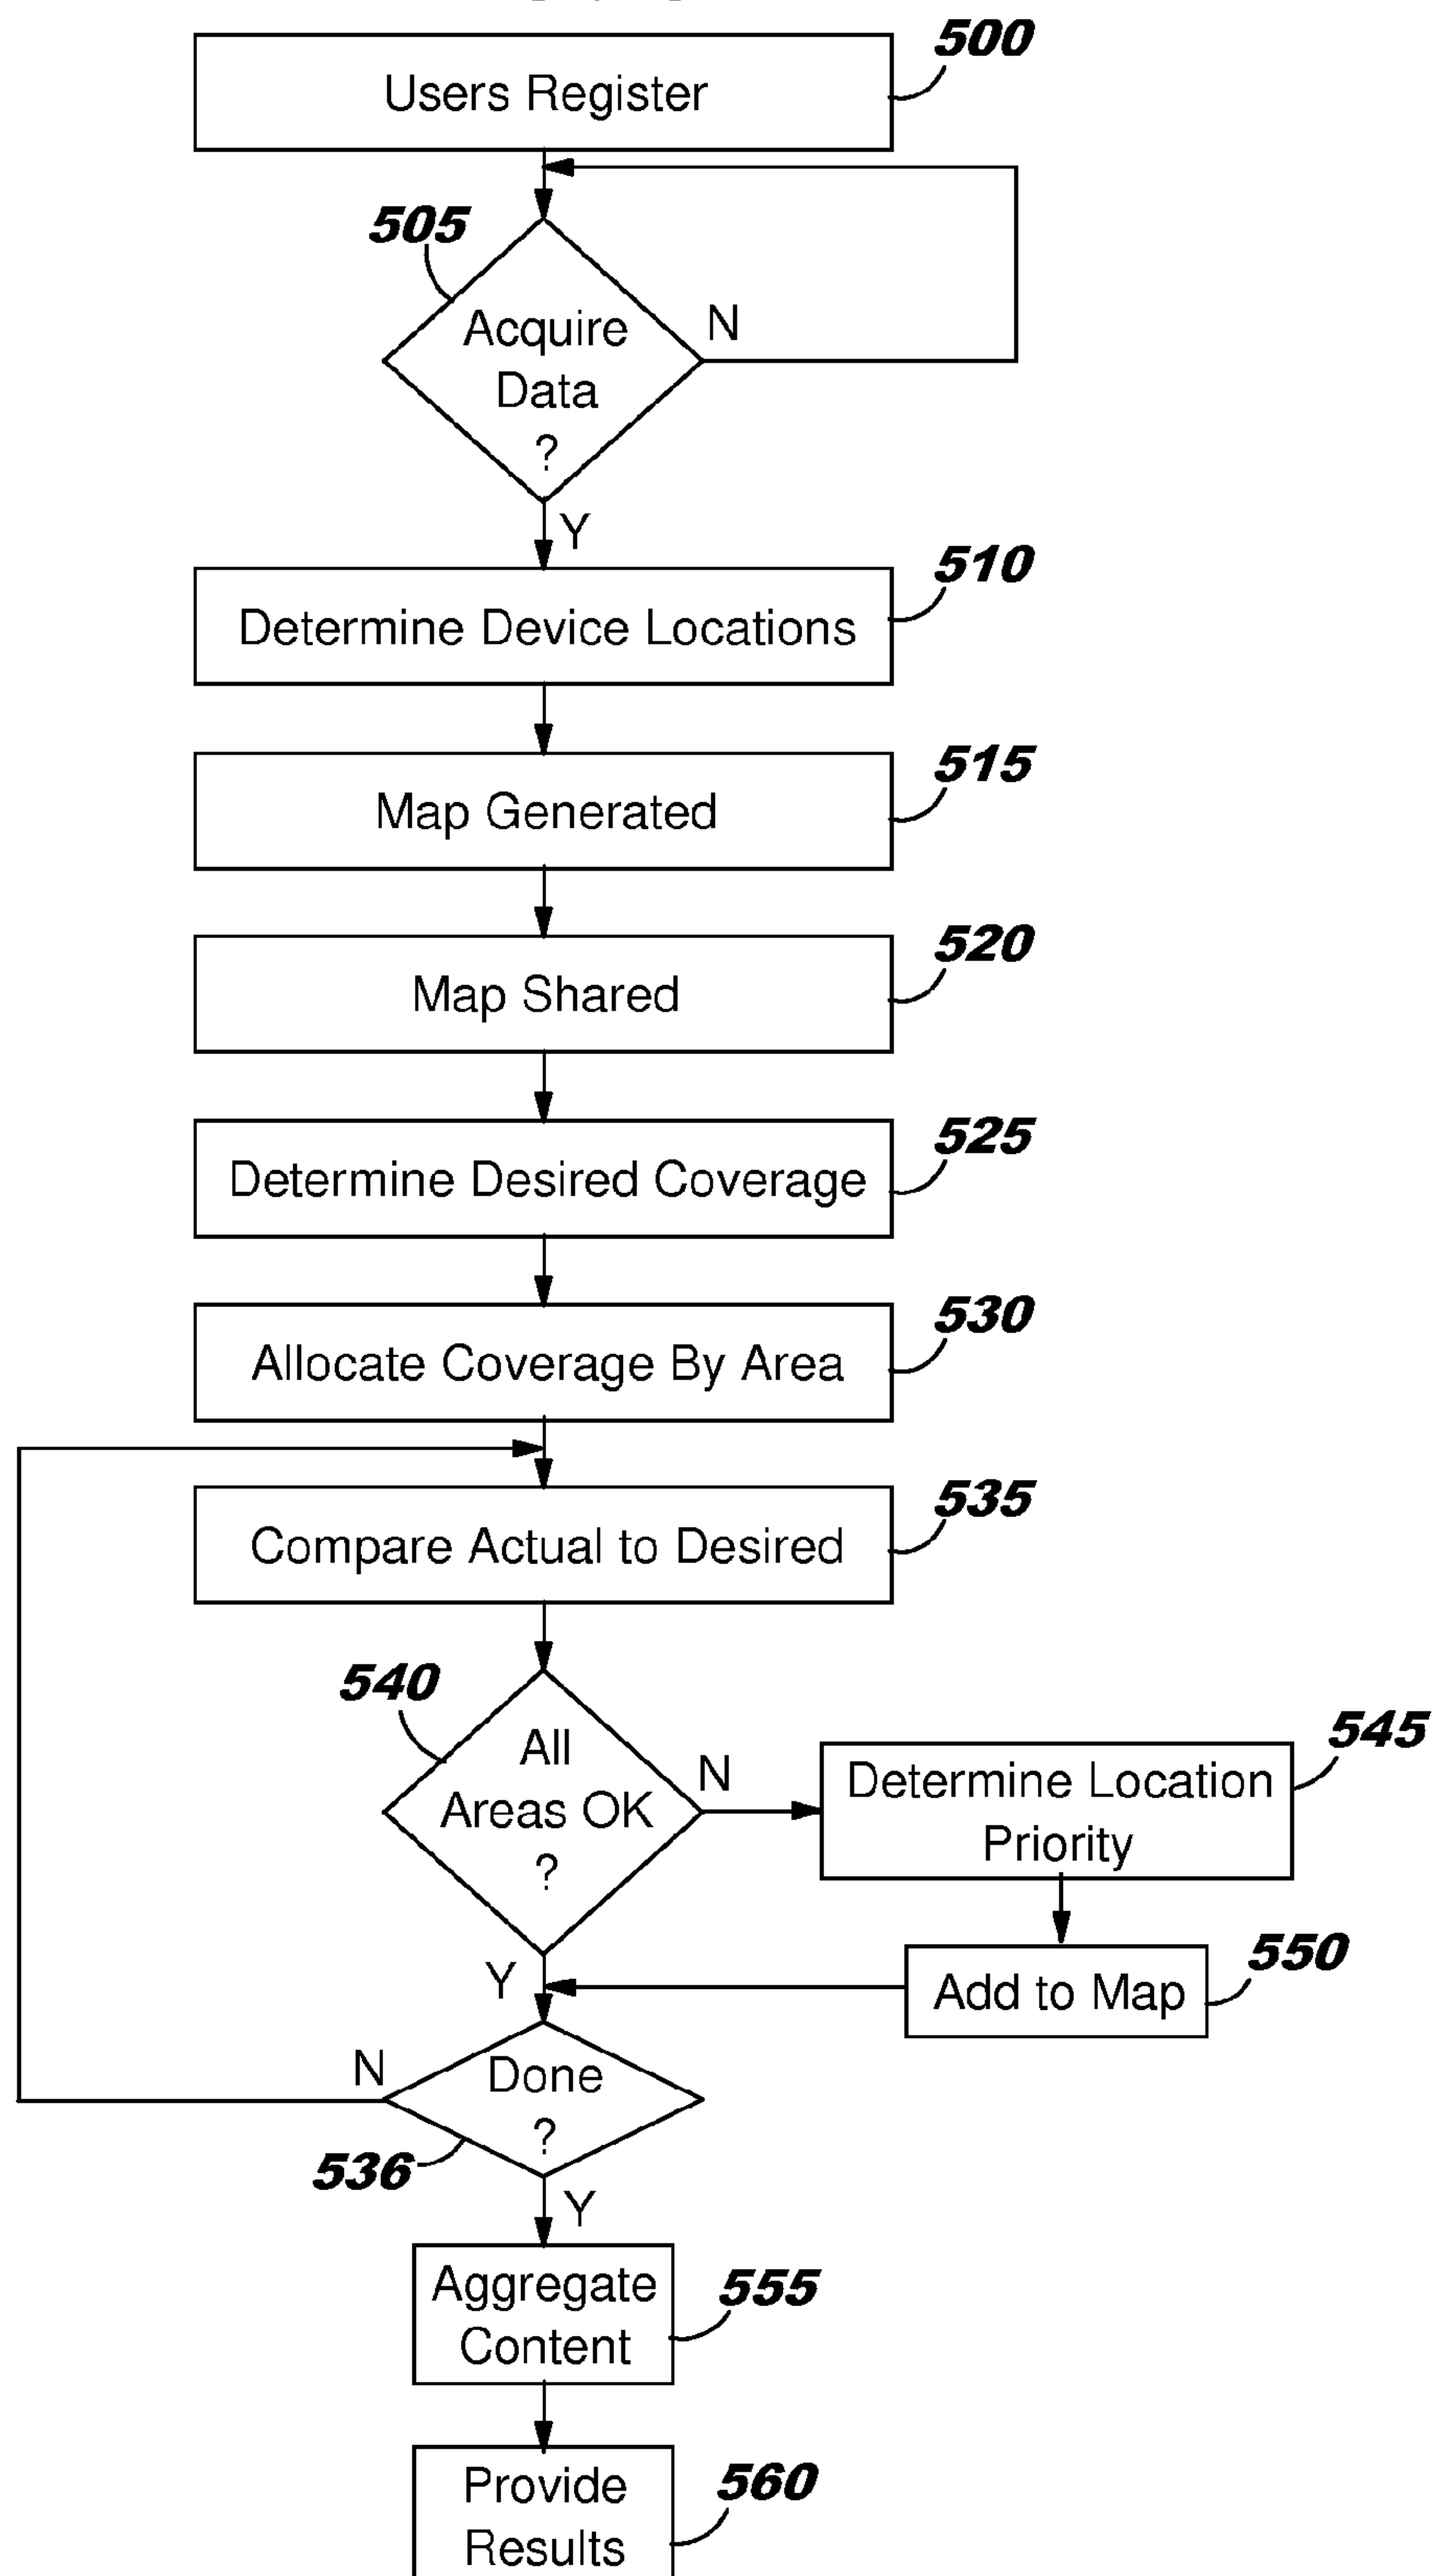 Users Register
500
505
Acquire
Data
?
N
Y
Determine Device Locations
510
Map Generated
515
Map Shared
520
Determine Desired Coverage
525
Allocate Coverage By Area
530
Compare Actual to Desired
535
540
All
Areas OK
?
N
Determine Location
Priority
545
Y
Add to Map
550
N
Done
?
536
Y
Aggregate
Content
555
Provide
Results
560